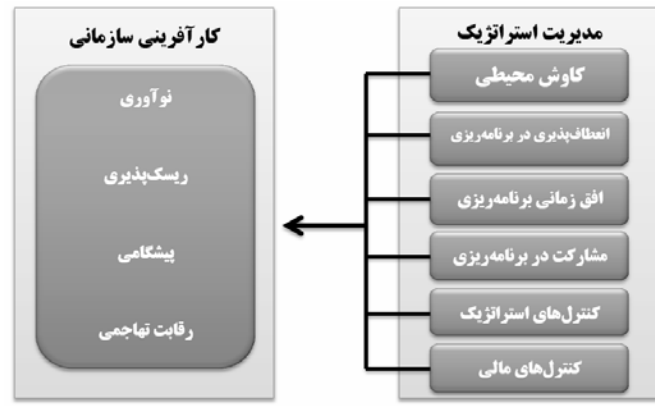 مدیریت استراتژیک
کاوش محیطی
انعطاف‌پذیری در برنامه‌ریزی
افق زمانی برنامه‌ریزی
مشارکت در برنامه‌ریزی
کنترل‌های استراتژیک
کنترل‌های مالی
کارآفرینی سازمانی
نوآوری
ریسک‌پذیری
پیشگامی
رقابت تهاجمی